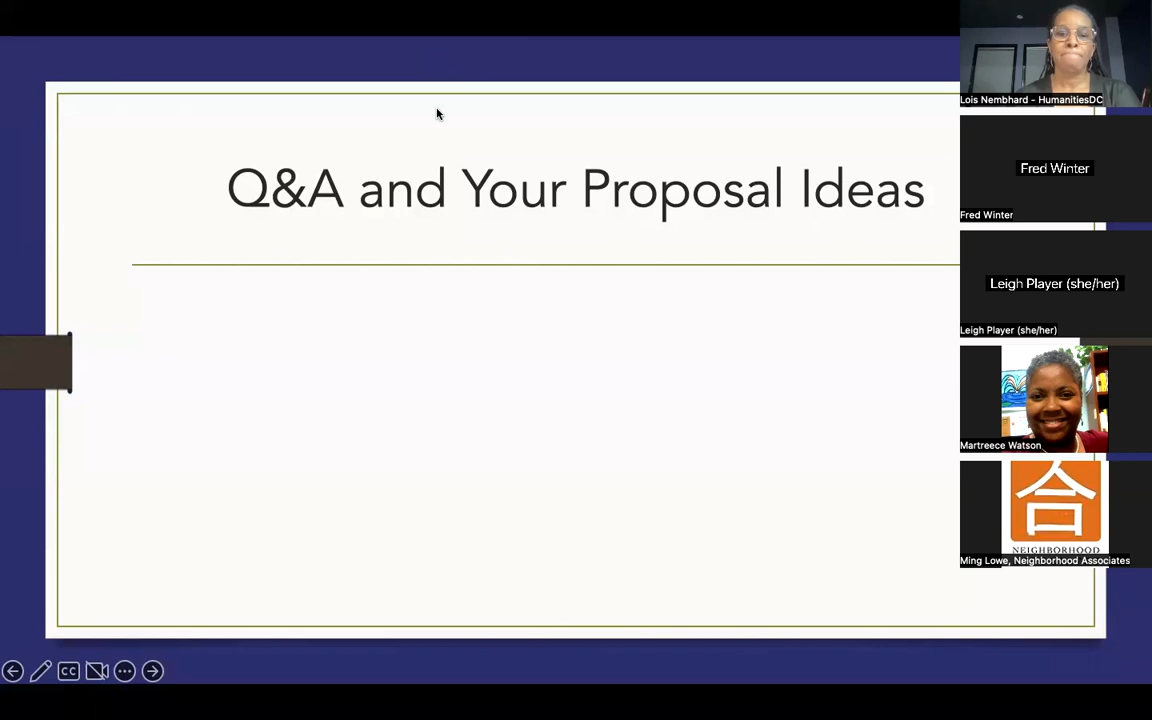 Q&A and Your Proposal Ideas
Lois Nembhard - HumanitiesDC
Fred Winter
Fred Winter
Leigh Player (she/her)
Leigh Player (she/her)
Martreece Watson
合
NEIGHBORHOOD
Ming Lowe, Neighborhood Associates
CC